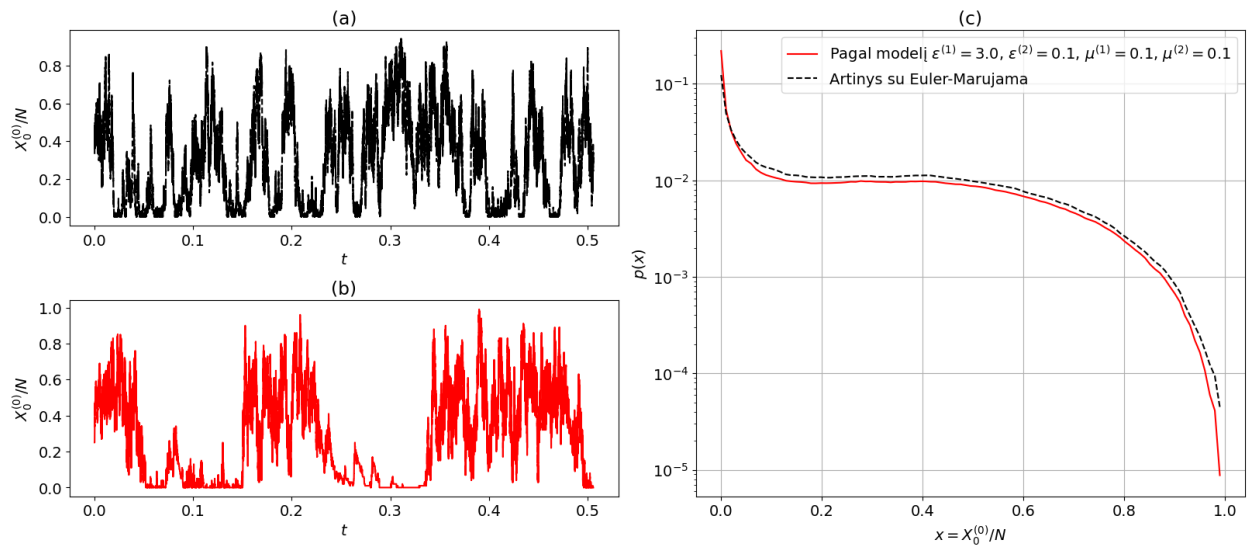 (a)
X₀⁽⁰⁾/N
0.8
0.6
0.4
0.2
0.0
0.0 0.1 0.2 0.3 0.4 0.5
t
(b)
X₀⁽⁰⁾/N
1.0
0.8
0.6
0.4
0.2
0.0
0.0 0.1 0.2 0.3 0.4 0.5
t
(c)
Pagal modelį ε⁽¹⁾ = 3.0, ε⁽²⁾ = 0.1, μ⁽¹⁾ = 0.1, μ⁽²⁾ = 0.1
Artinys su Euler-Marujama
p(x)
10⁻¹
10⁻²
10⁻³
10⁻⁴
10⁻⁵
0.0 0.2 0.4 0.6 0.8 1.0
x = X₀⁽⁰⁾/N